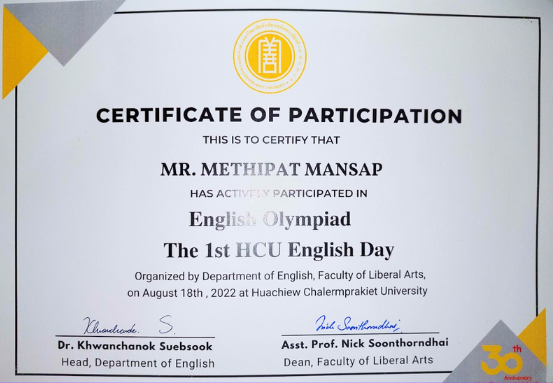 CERTIFICATE OF PARTICIPATION
THIS IS TO CERTIFY THAT
MR. METHIPAT MANSAP
HAS ACTIVELY PARTICIPATED IN
English Olympiad
The 1st HCU English Day
Organized by Department of English, Faculty of Liberal Arts,
on August 18th , 2022 at Huachiew Chalermprakiet University
Dr. Khwanchanok Suebsook
Head, Department of English
Asst. Prof. Nick Soonthorndhai
Dean, Faculty of Liberal Arts
30th
Anniversary